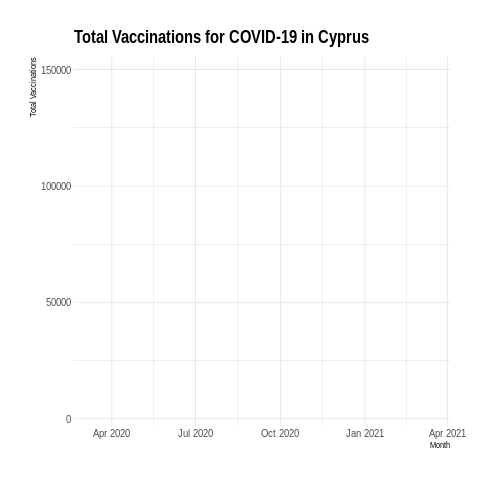 Total Vaccinations for COVID-19 in Cyprus
Total Vaccinations
150000
100000
50000
0
Apr 2020 Jul 2020 Oct 2020 Jan 2021 Apr 2021
Month